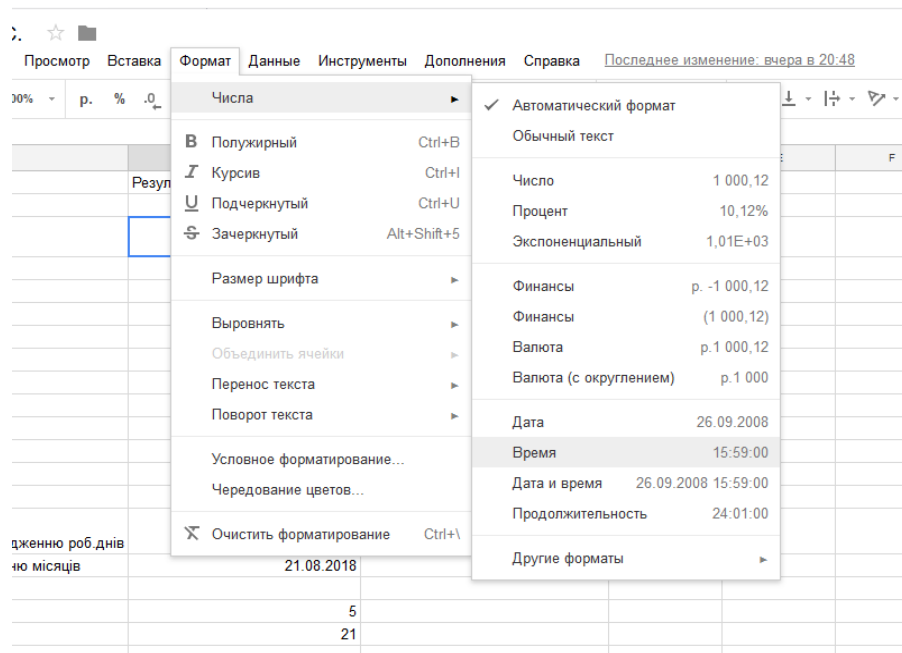 с.
Просмотр Вставка Формат Данные Инструменты Дополнения Справка Последнее изменение: вчера в 20:48
00% р. % .0
Числа
B Полужирный Ctrl+B
I Курсив Ctrl+I
U Подчеркнутый Ctrl+U
S Зачеркнутый Alt+Shift+5
Размер шрифта
Выровнять
Объединить ячейки
Перенос текста
Поворот текста
Условное форматирование...
Чередование цветов...
Очистить форматирование Ctrl+\
Автоматический формат
Обычный текст
Число 1 000,12
Процент 10,12%
Экспоненциальный 1,01E+03
Финансы р. -1 000,12
Финансы (1 000,12)
Валюта р.1 000,12
Валюта (с округлением) р.1 000
Дата 26.09.2008
Время 15:59:00
Дата и время 26.09.2008 15:59:00
Продолжительность 24:01:00
Другие форматы
F
Резул
дженню роб.днів
ню місяців 21.08.2018
5
21